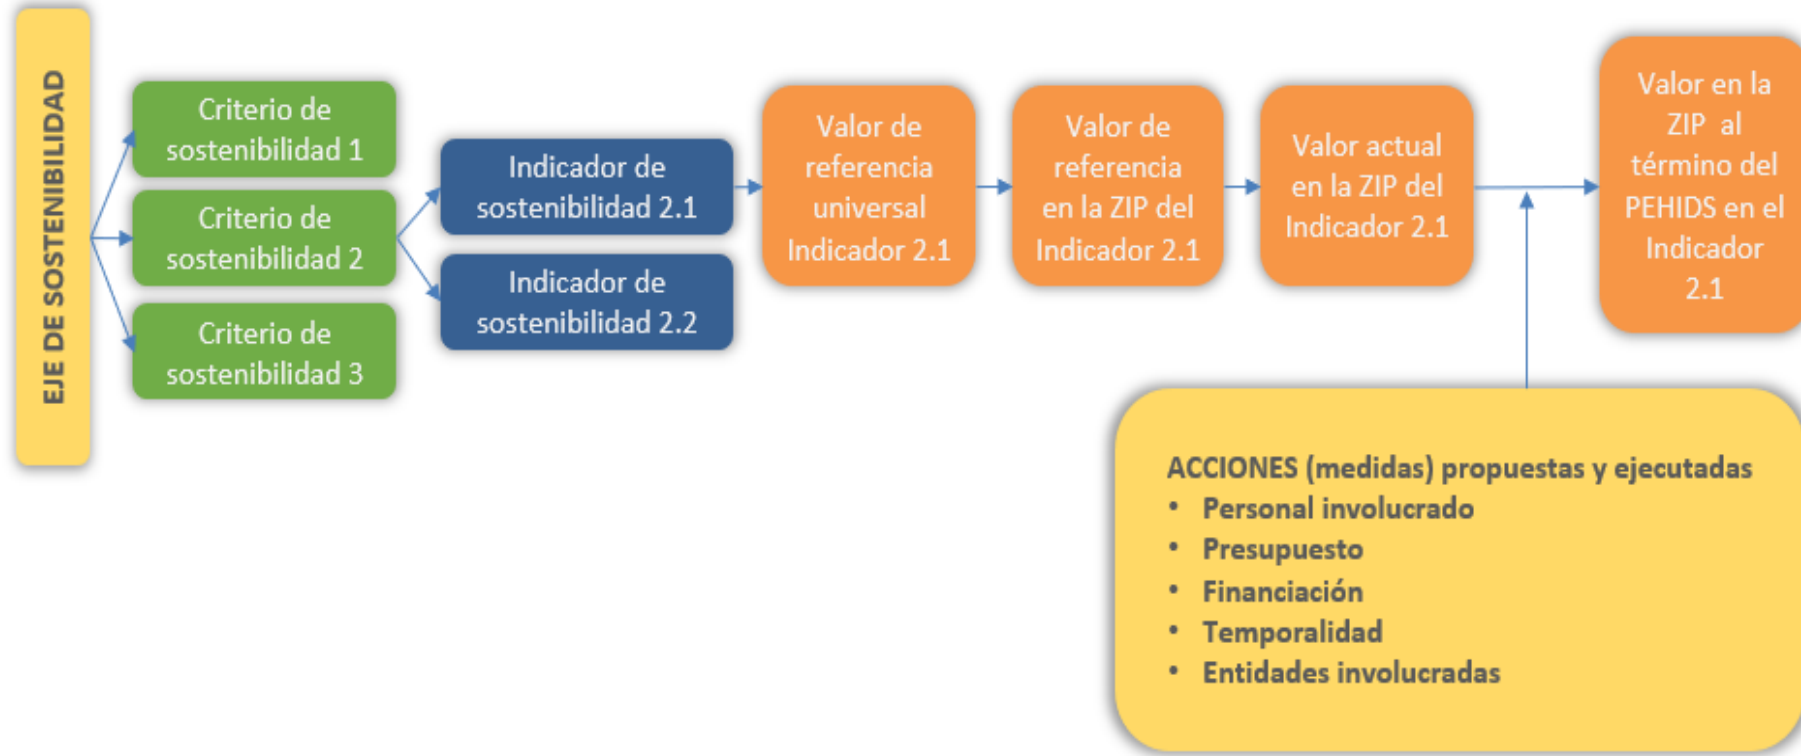 EJE DE SOSTENIBILIDAD
Criterio de
sostenibilidad 1
Criterio de
sostenibilidad 2
Criterio de
sostenibilidad 3
Indicador de
sostenibilidad 2.1
Indicador de
sostenibilidad 2.2
Valor de
referencia
universal
Indicador 2.1
Valor de
referencia
en la ZIP del
Indicador 2.1
Valor actual
en la ZIP del
Indicador 2.1
Valor en la
ZIP al
término del
PEHIDS en el
Indicador
2.1
ACCIONES (medidas) propuestas y ejecutadas
• Personal involucrado
• Presupuesto
• Financiación
• Temporalidad
• Entidades involucradas